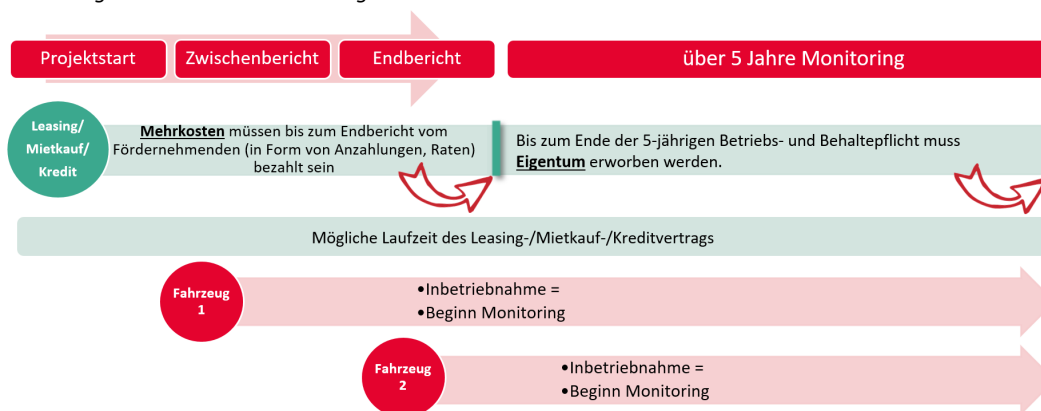 Projektstart
Zwischenbericht
Endbericht
über 5 Jahre Monitoring
Leasing/
Mietkauf/
Kredit
Mehrkosten müssen bis zum Endbericht vom
Fördernehmenden (in Form von Anzahlungen, Raten)
bezahlt sein
Bis zum Ende der 5-jährigen Betriebs- und Behaltepflicht muss
Eigentum erworben werden.
Mögliche Laufzeit des Leasing-/Mietkauf-/Kreditvertrags
Fahrzeug
1
•Inbetriebnahme =
•Beginn Monitoring
Fahrzeug
2
•Inbetriebnahme =
•Beginn Monitoring